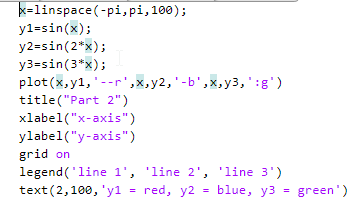 x=linspace(-pi,pi,100);
y1=sin(x);
y2=sin(2*x);
y3=sin(3*x);
plot(x,y1,'--r',x,y2,'-b',x,y3,':g')
title("Part 2")
xlabel("x-axis")
ylabel("y-axis")
grid on
legend('line 1', 'line 2', 'line 3')
text(2,100,'y1 = red, y2 = blue, y3 = green')